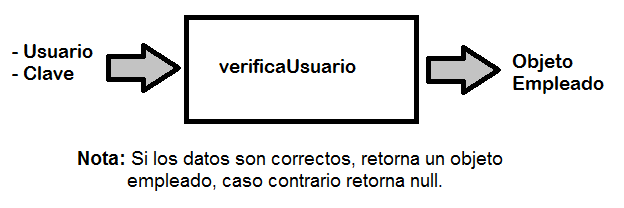 - Usuario
- Clave
verificaUsuario
Objeto
Empleado
Nota: Si los datos son correctos, retorna un objeto
empleado, caso contrario retorna null.